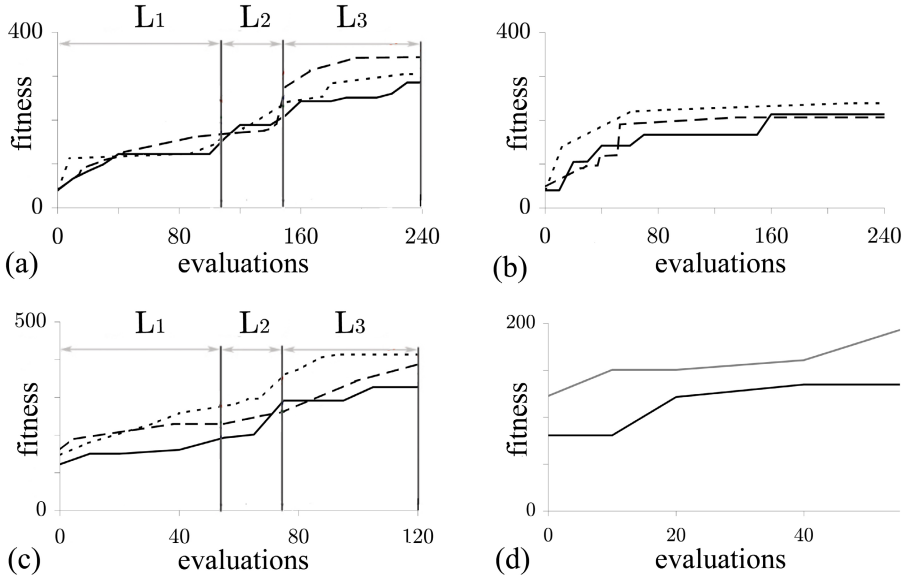 400
L1 L2 L3
fitness
0
0 80 160 240
(a) evaluations
400
fitness
0
0 80 160 240
(b) evaluations
500
L1 L2 L3
fitness
0
0 40 80 120
(c) evaluations
200
fitness
0
0 20 40
(d) evaluations